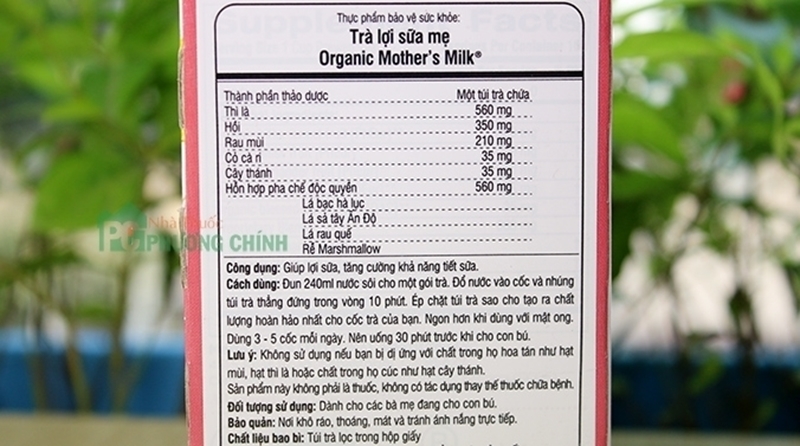 Thực phẩm bảo vệ sức khỏe:
Trà lợi sữa mẹ
Organic Mother's Milk®
Thành phần thảo dược Một túi trà chứa
Thì là 560 mg
Hồi 350 mg
Rau mùi 210 mg
Cỏ cà ri 35 mg
Cây thánh 35 mg
Hỗn hợp pha chế độc quyền 560 mg
Lá bạc hà lục
Lá sả tây Ấn Độ
Lá rau quế
Rễ Marshmallow
Nhà Thuốc
PHƯƠNG CHÍNH
Công dụng: Giúp lợi sữa, tăng cường khả năng tiết sữa.
Cách dùng: Đun 240ml nước sôi cho một gói trà. Đổ nước vào cốc và nhúng
túi trà thẳng đứng trong vòng 10 phút. Ép chặt túi trà sao cho tạo ra chất
lượng hoàn hảo nhất cho cốc trà của bạn. Ngon hơn khi dùng với mật ong.
Dùng 3 - 5 cốc mỗi ngày. Nên uống 30 phút trước khi cho con bú.
Lưu ý: Không sử dụng nếu bạn bị dị ứng với chất trong họ hoa tán như hạt
mùi, hạt thì là hoặc chất trong họ cúc như hạt cây thánh.
Sản phẩm này không phải là thuốc, không có tác dụng thay thế thuốc chữa bệnh.
Đối tượng sử dụng: Dành cho các bà mẹ đang cho con bú.
Bảo quản: Nơi khô ráo, thoáng, mát và tránh ánh nắng trực tiếp.
Chất liệu bao bì: Túi trà lọc trong hộp giấy